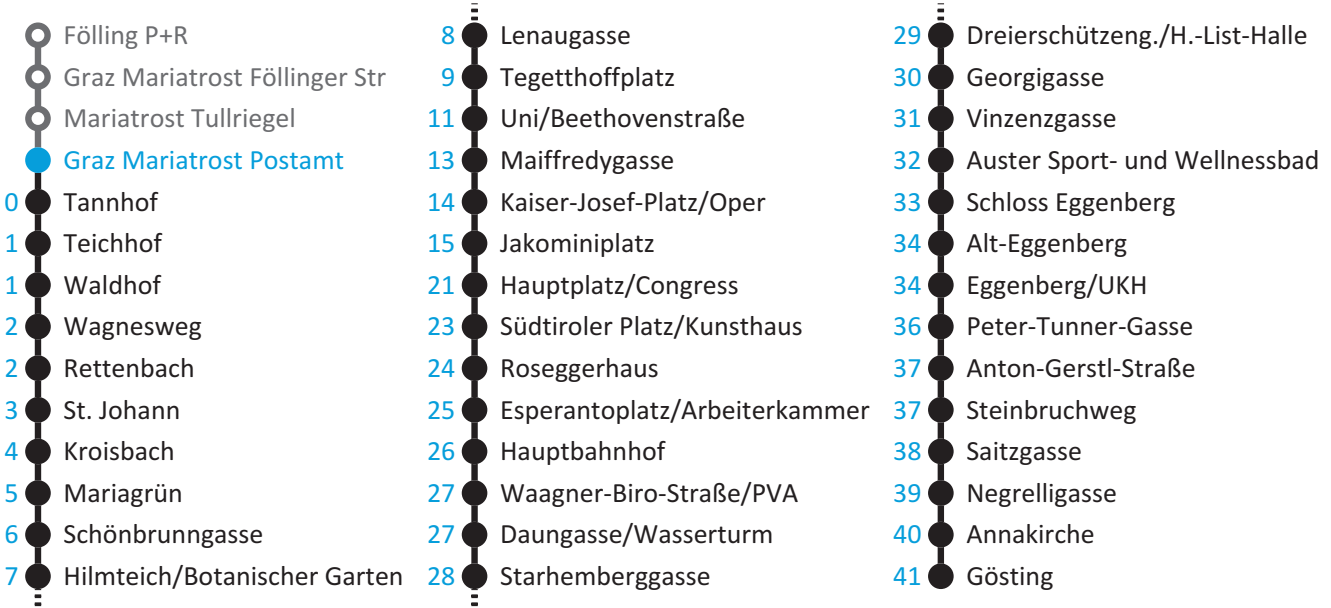 Fölling P+R
Graz Mariatrost Föllinger Str
Mariatrost Tullriegel
Graz Mariatrost Postamt
0 Tannhof
1 Teichhof
1 Waldhof
2 Wagnesweg
2 Rettenbach
3 St. Johann
4 Kroisbach
5 Mariagrün
6 Schönbrunngasse
7 Hilmteich/Botanischer Garten
8 Lenaugasse
9 Tegetthoffplatz
11 Uni/Beethovenstraße
13 Maiffredygasse
14 Kaiser-Josef-Platz/Oper
15 Jakominiplatz
21 Hauptplatz/Congress
23 Südtiroler Platz/Kunsthaus
24 Roseggerhaus
25 Esperantoplatz/Arbeiterkammer
26 Hauptbahnhof
27 Waagner-Biro-Straße/PVA
27 Daungasse/Wasserturm
28 Starhemberggasse
29 Dreierschützeng./H.-List-Halle
30 Georgigasse
31 Vinzenzgasse
32 Auster Sport- und Wellnessbad
33 Schloss Eggenberg
34 Alt-Eggenberg
34 Eggenberg/UKH
36 Peter-Tunner-Gasse
37 Anton-Gerstl-Straße
37 Steinbruchweg
38 Saitzgasse
39 Negrelligasse
40 Annakirche
41 Gösting